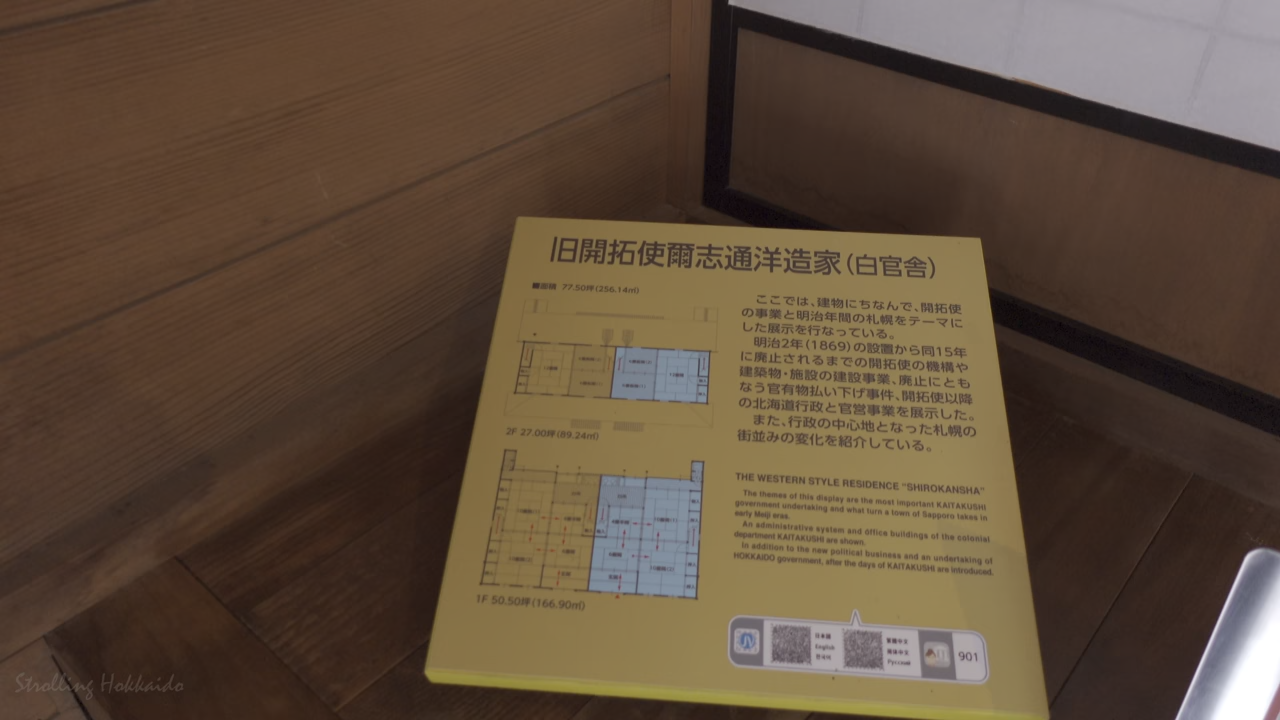 旧開拓使爾志通洋造家（白官舎）
■面積 77.50坪(256.14㎡)
2F 27.00坪(89.24㎡)
1F 50.50坪(166.90㎡)
ここでは、建物にちなんで、開拓使
の事業と明治年間の札幌をテーマに
した展示を行なっている。
明治2年(1869)の設置から同15年
に廃止されるまでの開拓使の機構や
建築物・施設の建設事業、廃止にとも
なう官有物払い下げ事件、開拓使以降
の北海道行政と官営事業を展示した。
また、行政の中心地となった札幌の
街並みの変化を紹介している。
THE WESTERN STYLE RESIDENCE "SHIROKANSHA"
The themes of this display are the most important KAITAKUSHI
government undertaking and what turn a town of Sapporo takes in
early Meiji eras.
An administrative system and office buildings of the colonial
department KAITAKUSHI are shown.
In addition to the new political business and an undertaking of
HOKKAIDO government, after the days of KAITAKUSHI are introduced.
日本語
English
한국어
繁體中文
简体中文
Русский
901
Strolling Hokkaido